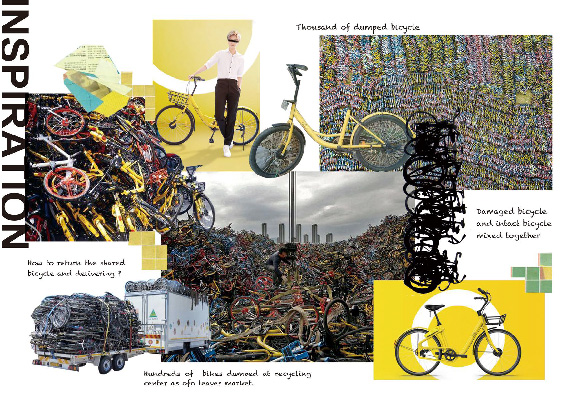 INSPIRATION
Thousand of dumped bicycle
Damaged bicycle
and intact bicycle
mixed together
How to return the shared
bicycle and delivering ?
Hundreds of bikes dumped at recycling
center as ofo leaves market.